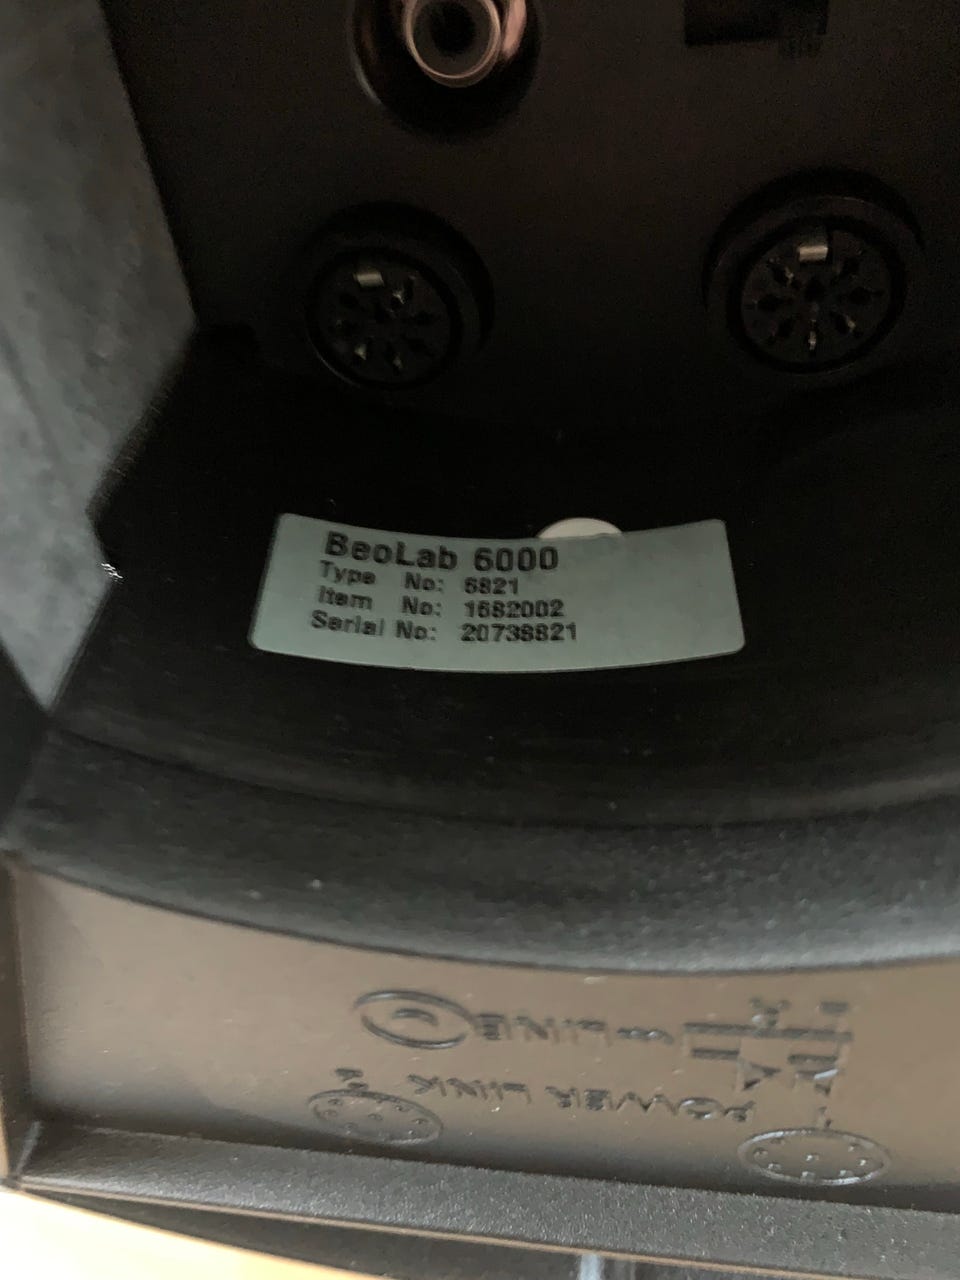 BeoLab 6000
Type No: 6821
Item No: 1682002
Serial No: 20738821
LINE
POWER LINK